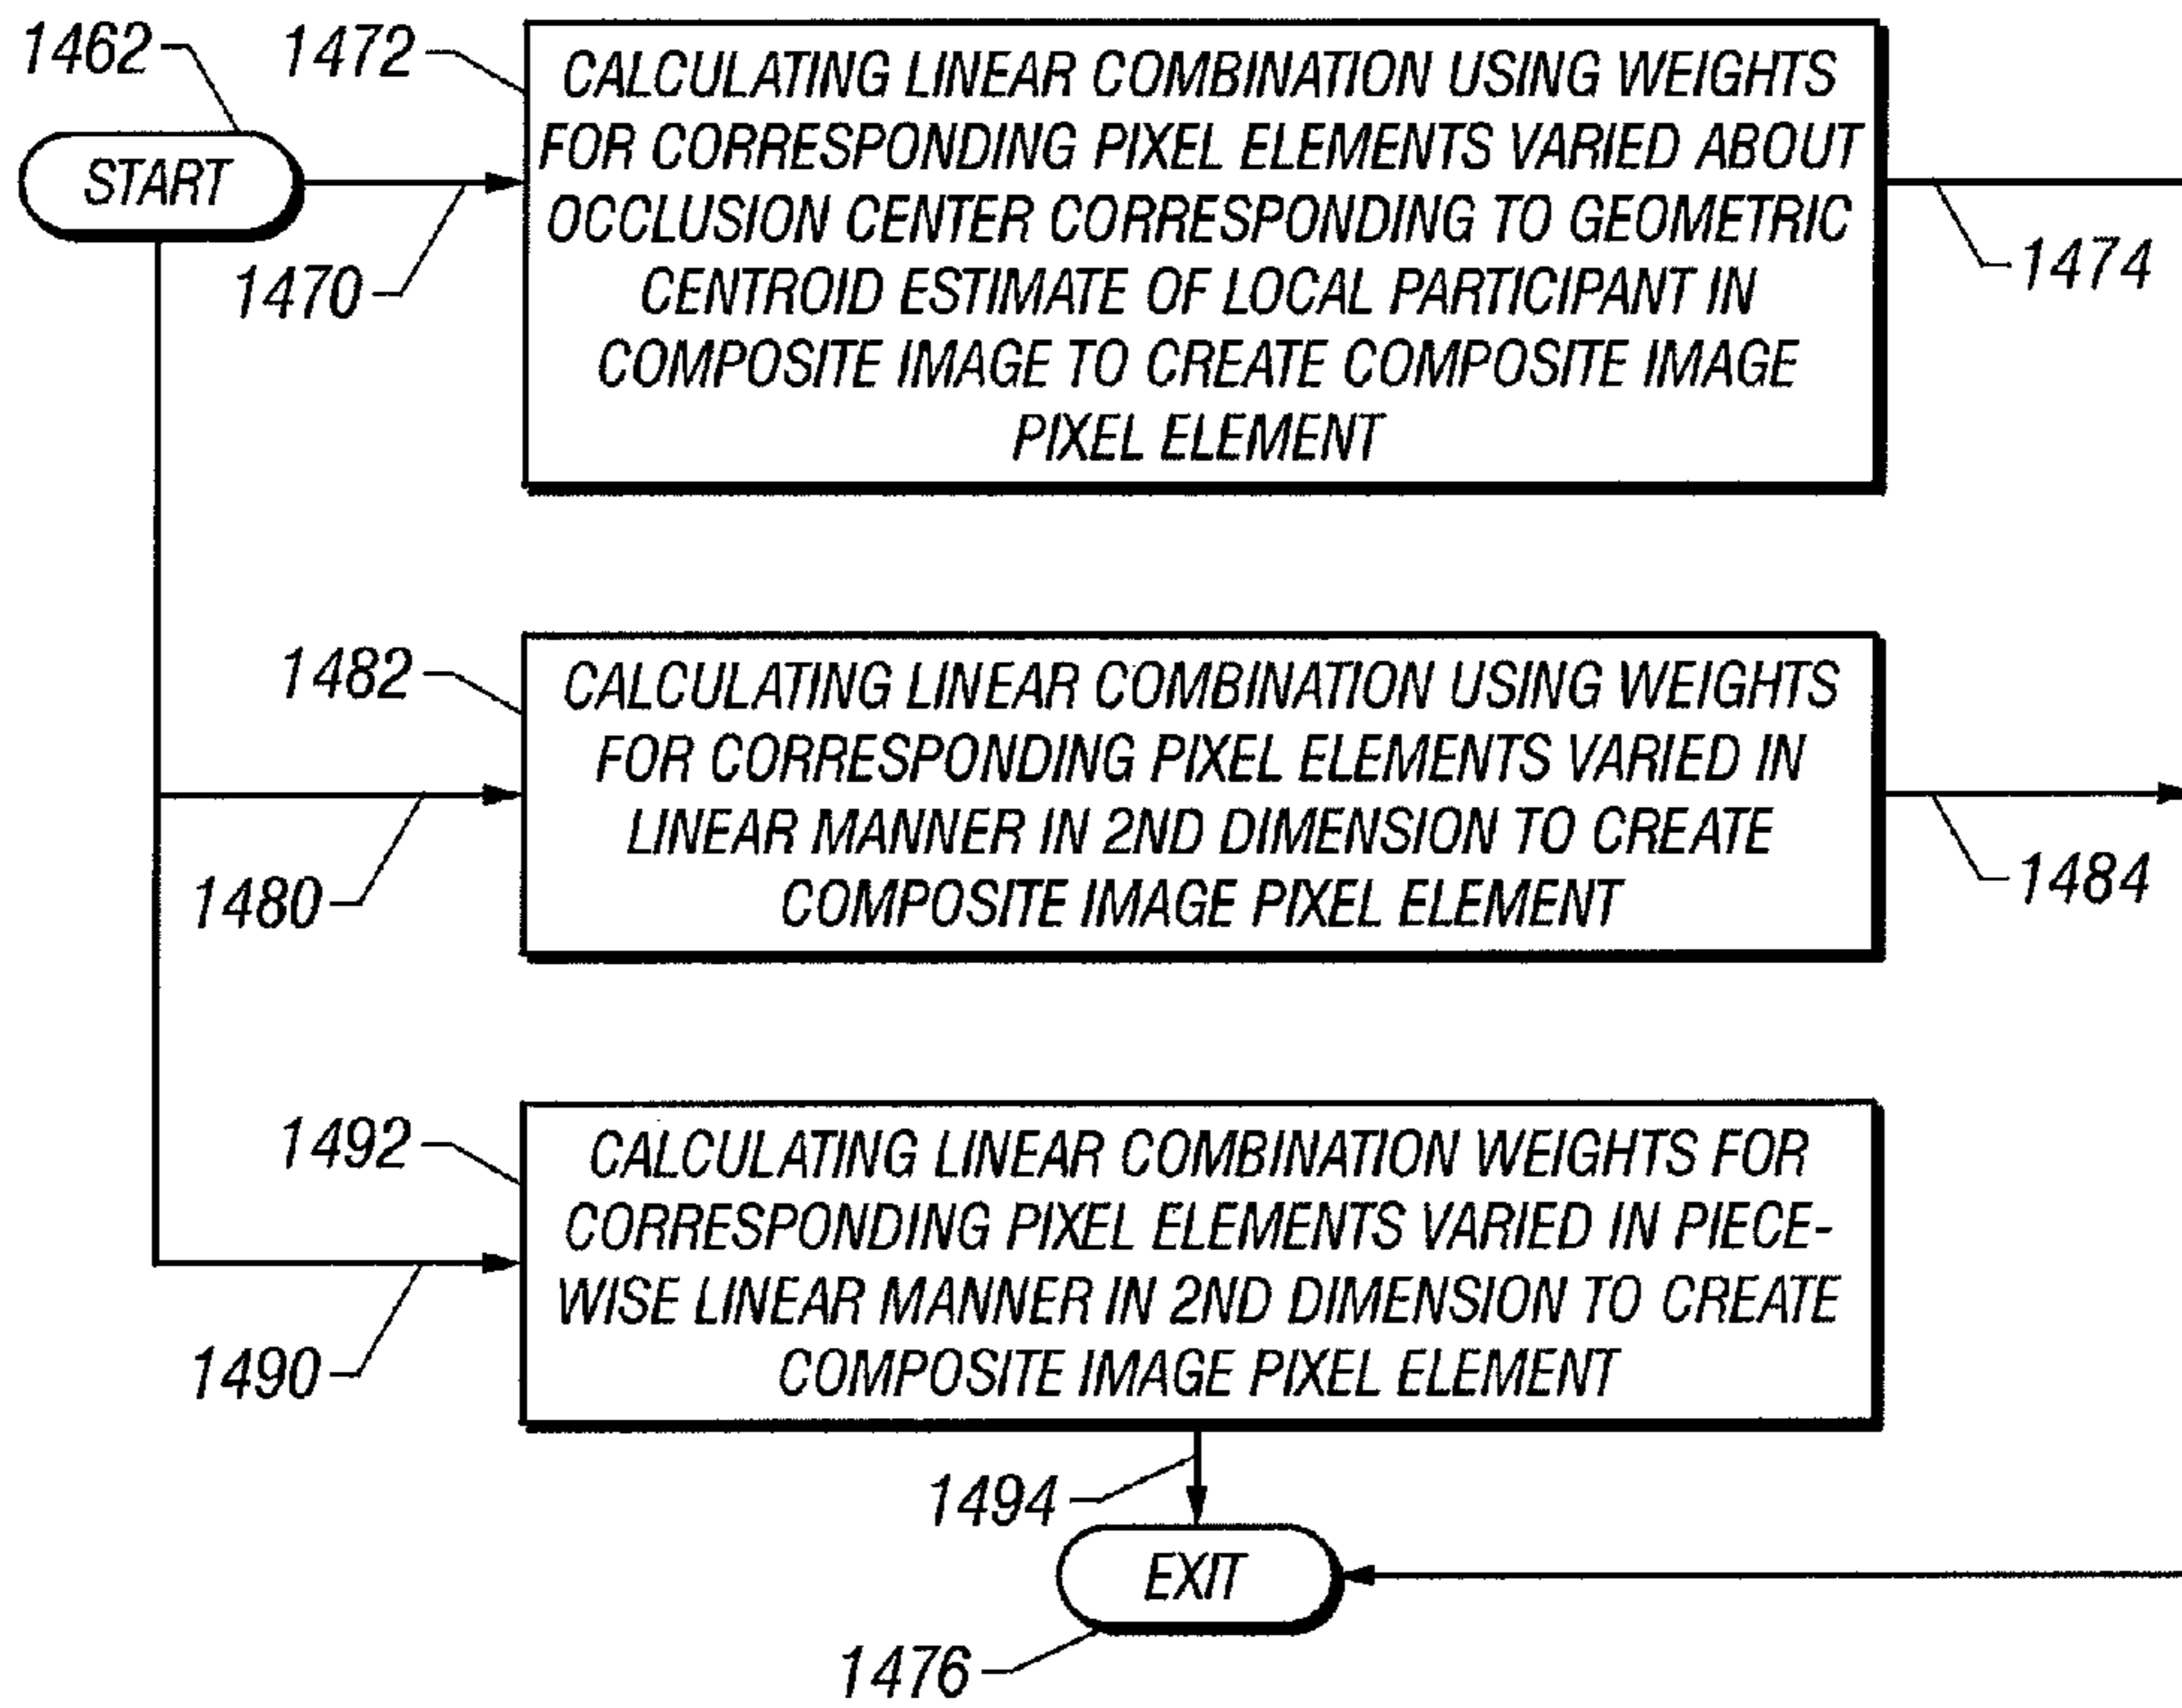 1462
1472
START
1470
CALCULATING LINEAR COMBINATION USING WEIGHTS
FOR CORRESPONDING PIXEL ELEMENTS VARIED ABOUT
OCCLUSION CENTER CORRESPONDING TO GEOMETRIC
CENTROID ESTIMATE OF LOCAL PARTICIPANT IN
COMPOSITE IMAGE TO CREATE COMPOSITE IMAGE
PIXEL ELEMENT
1474
1482
1480
CALCULATING LINEAR COMBINATION USING WEIGHTS
FOR CORRESPONDING PIXEL ELEMENTS VARIED IN
LINEAR MANNER IN 2ND DIMENSION TO CREATE
COMPOSITE IMAGE PIXEL ELEMENT
1484
1492
1490
CALCULATING LINEAR COMBINATION WEIGHTS FOR
CORRESPONDING PIXEL ELEMENTS VARIED IN PIECE-
WISE LINEAR MANNER IN 2ND DIMENSION TO CREATE
COMPOSITE IMAGE PIXEL ELEMENT
1494
EXIT
1476